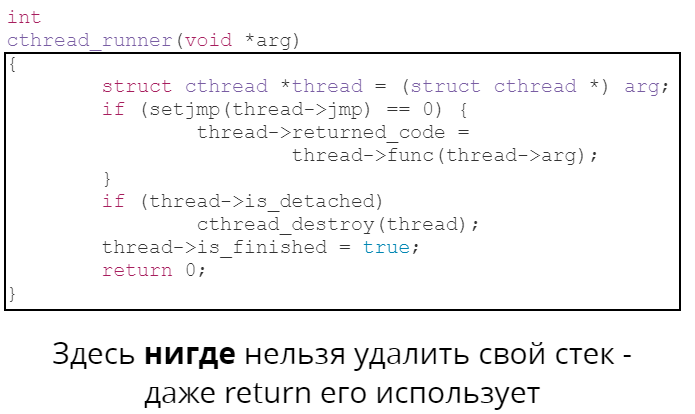 int
cthread_runner(void *arg)
{
        struct cthread *thread = (struct cthread *) arg;
        if (setjmp(thread->jmp) == 0) {
                thread->returned_code =
                        thread->func(thread->arg);
        }
        if (thread->is_detached)
                cthread_destroy(thread);
        thread->is_finished = true;
        return 0;
}
Здесь нигде нельзя удалить свой стек -
даже return его использует